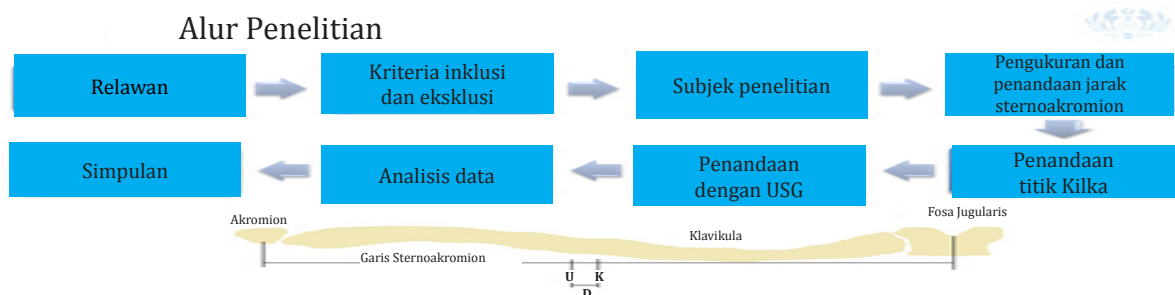 Alur Penelitian
Relawan
Kriteria inklusi
dan eksklusi
Subjek penelitian
Pengukuran dan
penandaan jarak
sternoakromion
Penandaan
titik Kilka
Penandaan
dengan USG
Analisis data
Simpulan
Akromion
Klavikula
Fosa Jugularis
Garis Sternoakromion
U K
D